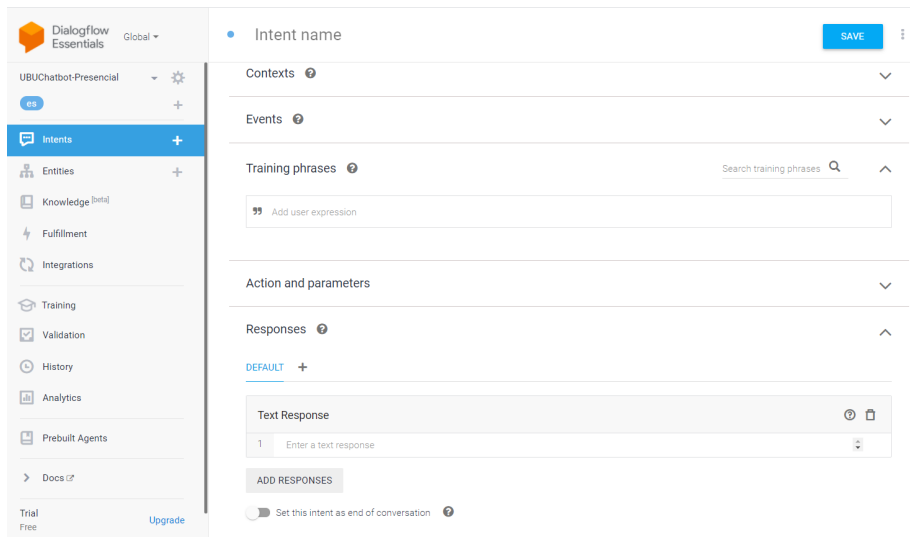 Dialogflow
Essentials
Global
Intent name
SAVE
UBUChatbot-Presencial
es
Intents
Entities
Knowledge [beta]
Fulfillment
Integrations
Training
Validation
History
Analytics
Prebuilt Agents
Docs
Trial
Free
Upgrade
Contexts
Events
Training phrases
Search training phrases
Add user expression
Action and parameters
Responses
DEFAULT
Text Response
1 Enter a text response
ADD RESPONSES
Set this intent as end of conversation